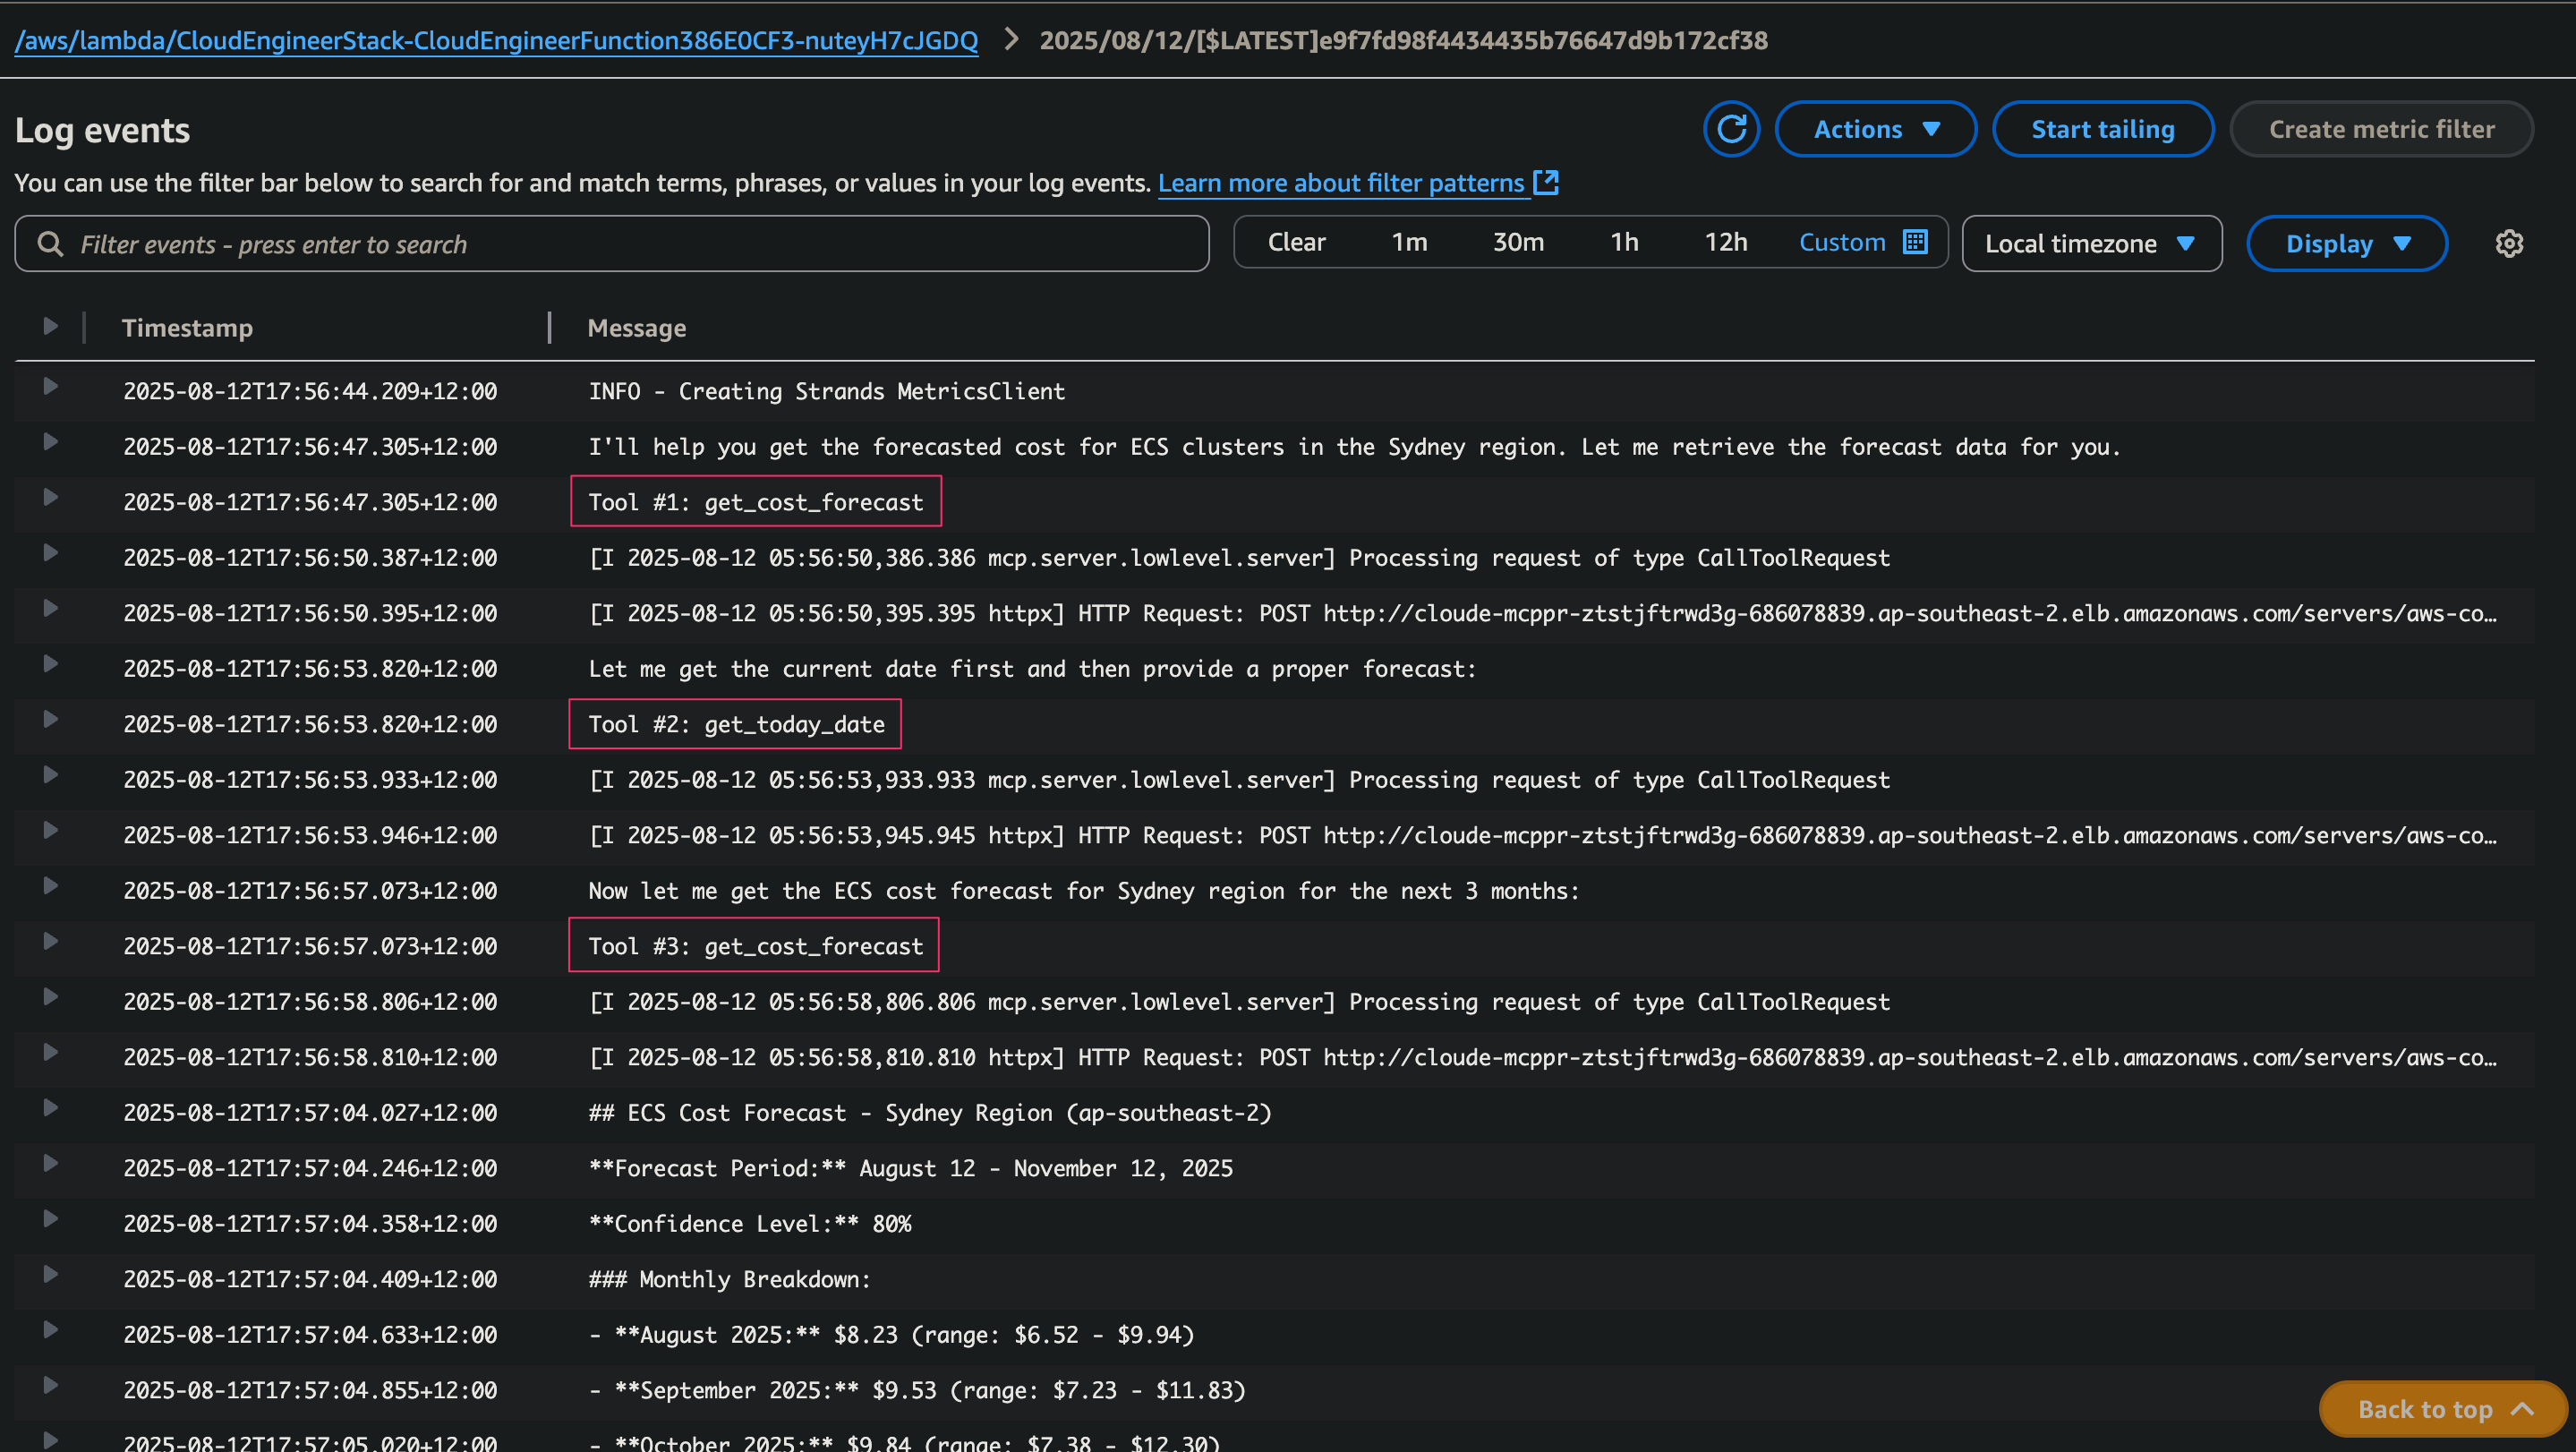 /aws/lambda/CloudEngineerStack-CloudEngineerFunction386E0CF3-nuteyH7cJGDQ > 2025/08/12/[$LATEST]e9f7fd98f4434435b76647d9b172cf38
Log events
Actions
Start tailing
Create metric filter
You can use the filter bar below to search for and match terms, phrases, or values in your log events. Learn more about filter patterns
Filter events - press enter to search
Clear 1m 30m 1h 12h Custom
Local timezone
Display
Timestamp Message
2025-08-12T17:56:44.209+12:00 INFO - Creating Strands MetricsClient
2025-08-12T17:56:47.305+12:00 I'll help you get the forecasted cost for ECS clusters in the Sydney region. Let me retrieve the forecast data for you.
2025-08-12T17:56:47.305+12:00 Tool #1: get_cost_forecast
2025-08-12T17:56:50.387+12:00 [I 2025-08-12 05:56:50,386.386 mcp.server.lowlevel.server] Processing request of type CallToolRequest
2025-08-12T17:56:50.395+12:00 [I 2025-08-12 05:56:50,395.395 httpx] HTTP Request: POST http://cloude-mcppr-ztstjftrwd3g-686078839.ap-southeast-2.elb.amazonaws.com/servers/aws-co…
2025-08-12T17:56:53.820+12:00 Let me get the current date first and then provide a proper forecast:
2025-08-12T17:56:53.820+12:00 Tool #2: get_today_date
2025-08-12T17:56:53.933+12:00 [I 2025-08-12 05:56:53,933.933 mcp.server.lowlevel.server] Processing request of type CallToolRequest
2025-08-12T17:56:53.946+12:00 [I 2025-08-12 05:56:53,945.945 httpx] HTTP Request: POST http://cloude-mcppr-ztstjftrwd3g-686078839.ap-southeast-2.elb.amazonaws.com/servers/aws-co…
2025-08-12T17:56:57.073+12:00 Now let me get the ECS cost forecast for Sydney region for the next 3 months:
2025-08-12T17:56:57.073+12:00 Tool #3: get_cost_forecast
2025-08-12T17:56:58.806+12:00 [I 2025-08-12 05:56:58,806.806 mcp.server.lowlevel.server] Processing request of type CallToolRequest
2025-08-12T17:56:58.810+12:00 [I 2025-08-12 05:56:58,810.810 httpx] HTTP Request: POST http://cloude-mcppr-ztstjftrwd3g-686078839.ap-southeast-2.elb.amazonaws.com/servers/aws-co…
2025-08-12T17:57:04.027+12:00 ## ECS Cost Forecast - Sydney Region (ap-southeast-2)
2025-08-12T17:57:04.246+12:00 **Forecast Period:** August 12 - November 12, 2025
2025-08-12T17:57:04.358+12:00 **Confidence Level:** 80%
2025-08-12T17:57:04.409+12:00 ### Monthly Breakdown:
2025-08-12T17:57:04.633+12:00 - **August 2025:** $8.23 (range: $6.52 - $9.94)
2025-08-12T17:57:04.855+12:00 - **September 2025:** $9.53 (range: $7.23 - $11.83)
2025-08-12T17:57:05.020+12:00 - **October 2025:** $9.84 (range: $7.38 - $12.30)
Back to top